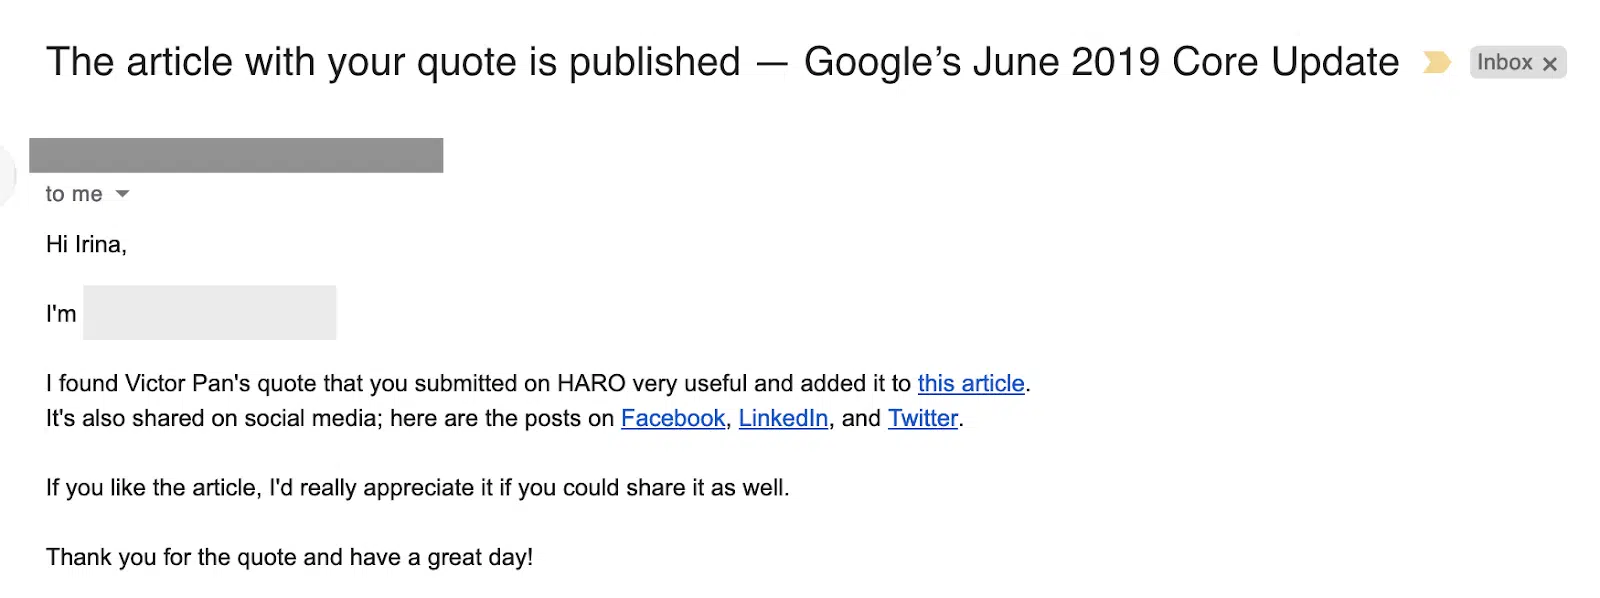 The article with your quote is published — Google’s June 2019 Core Update Inbox x
to me
Hi Irina,
I'm
I found Victor Pan's quote that you submitted on HARO very useful and added it to this article.
It's also shared on social media; here are the posts on Facebook, LinkedIn, and Twitter.
If you like the article, I'd really appreciate it if you could share it as well.
Thank you for the quote and have a great day!